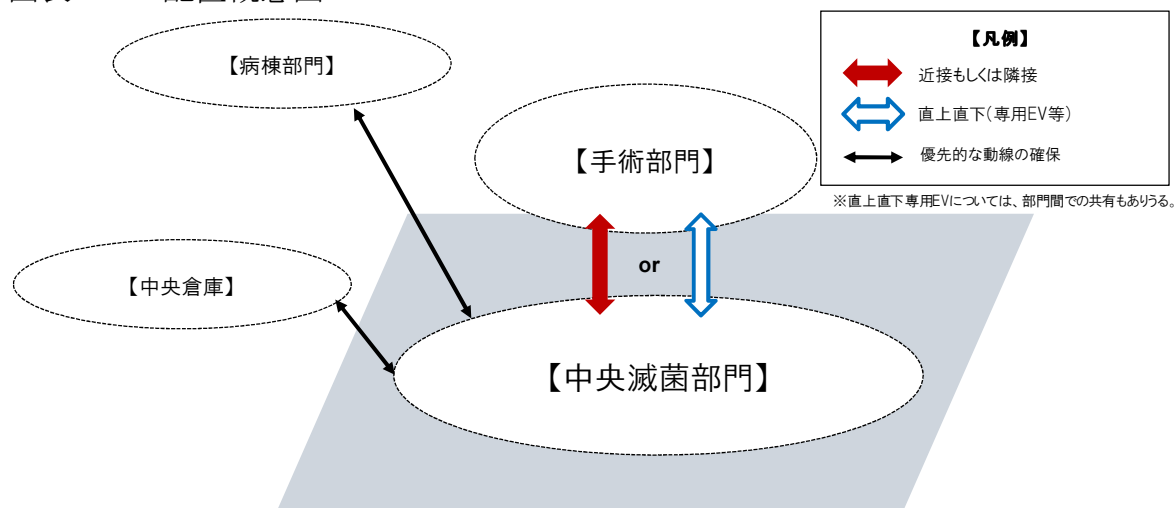 【凡例】
近接もしくは隣接
直上直下(専用EV等)
優先的な動線の確保
※直上直下専用EVについては、部門間での共有もありうる。
【病棟部門】
【手術部門】
or
【中央倉庫】
【中央滅菌部門】